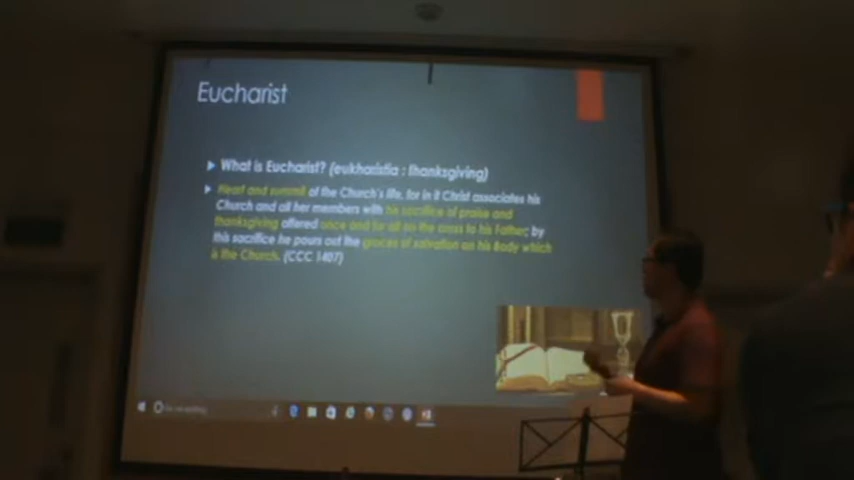 Eucharist
What is Eucharist? (eukharistia : thanksgiving)
Heart and summit of the Church's life, for in it Christ associates his
Church and all her members with his sacrifice of praise and
thanksgiving offered once and for all on the cross to his Father; by
this sacrifice he pours out the graces of salvation on his Body which
is the Church. (CCC 1407)